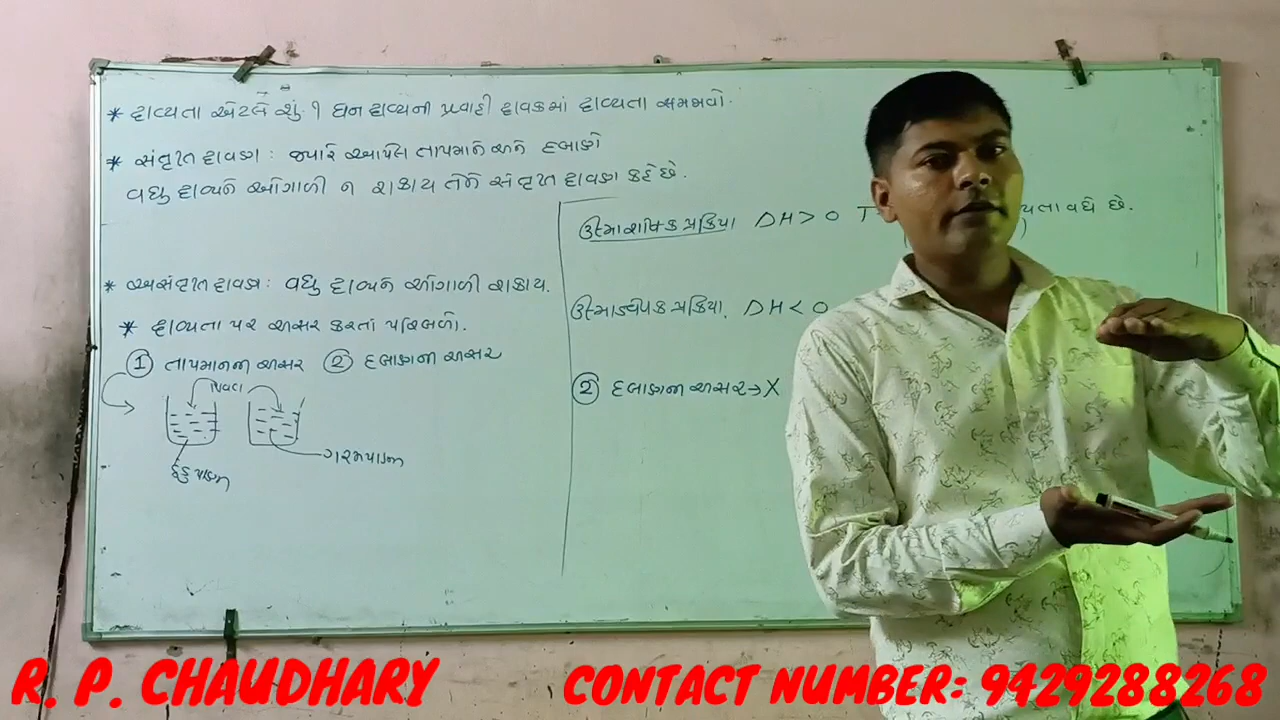 * દ્રાવ્યતા એટલે શું. ? ઘન દ્રાવ્યની પ્રવાહી દ્રાવકમાં દ્રાવ્યતા સમજાવો.
* સંતૃપ્ત દ્રાવણ : જ્યારે આપેલ તાપમાને અને દબાણે
વધુ દ્રાવ્યને ઓગાળી ન શકાય તેને સંતૃપ્ત દ્રાવણ કહે છે.
* અસંતૃપ્ત દ્રાવણ : વધુ દ્રાવ્યને ઓગાળી શકાય.
* દ્રાવ્યતા પર અસર કરતાં પરિબળો.
① તાપમાનની અસર ② દબાણની અસર
ઠંડુ પાણી
ગરમ પાણી
ઉષ્માશોષક પ્રક્રિયા ΔH > 0 T વધે છે.
ઉષ્માક્ષેપક પ્રક્રિયા. ΔH < 0
② દબાણની અસર → X
R. P. CHAUDHARY
CONTACT NUMBER: 9429288268